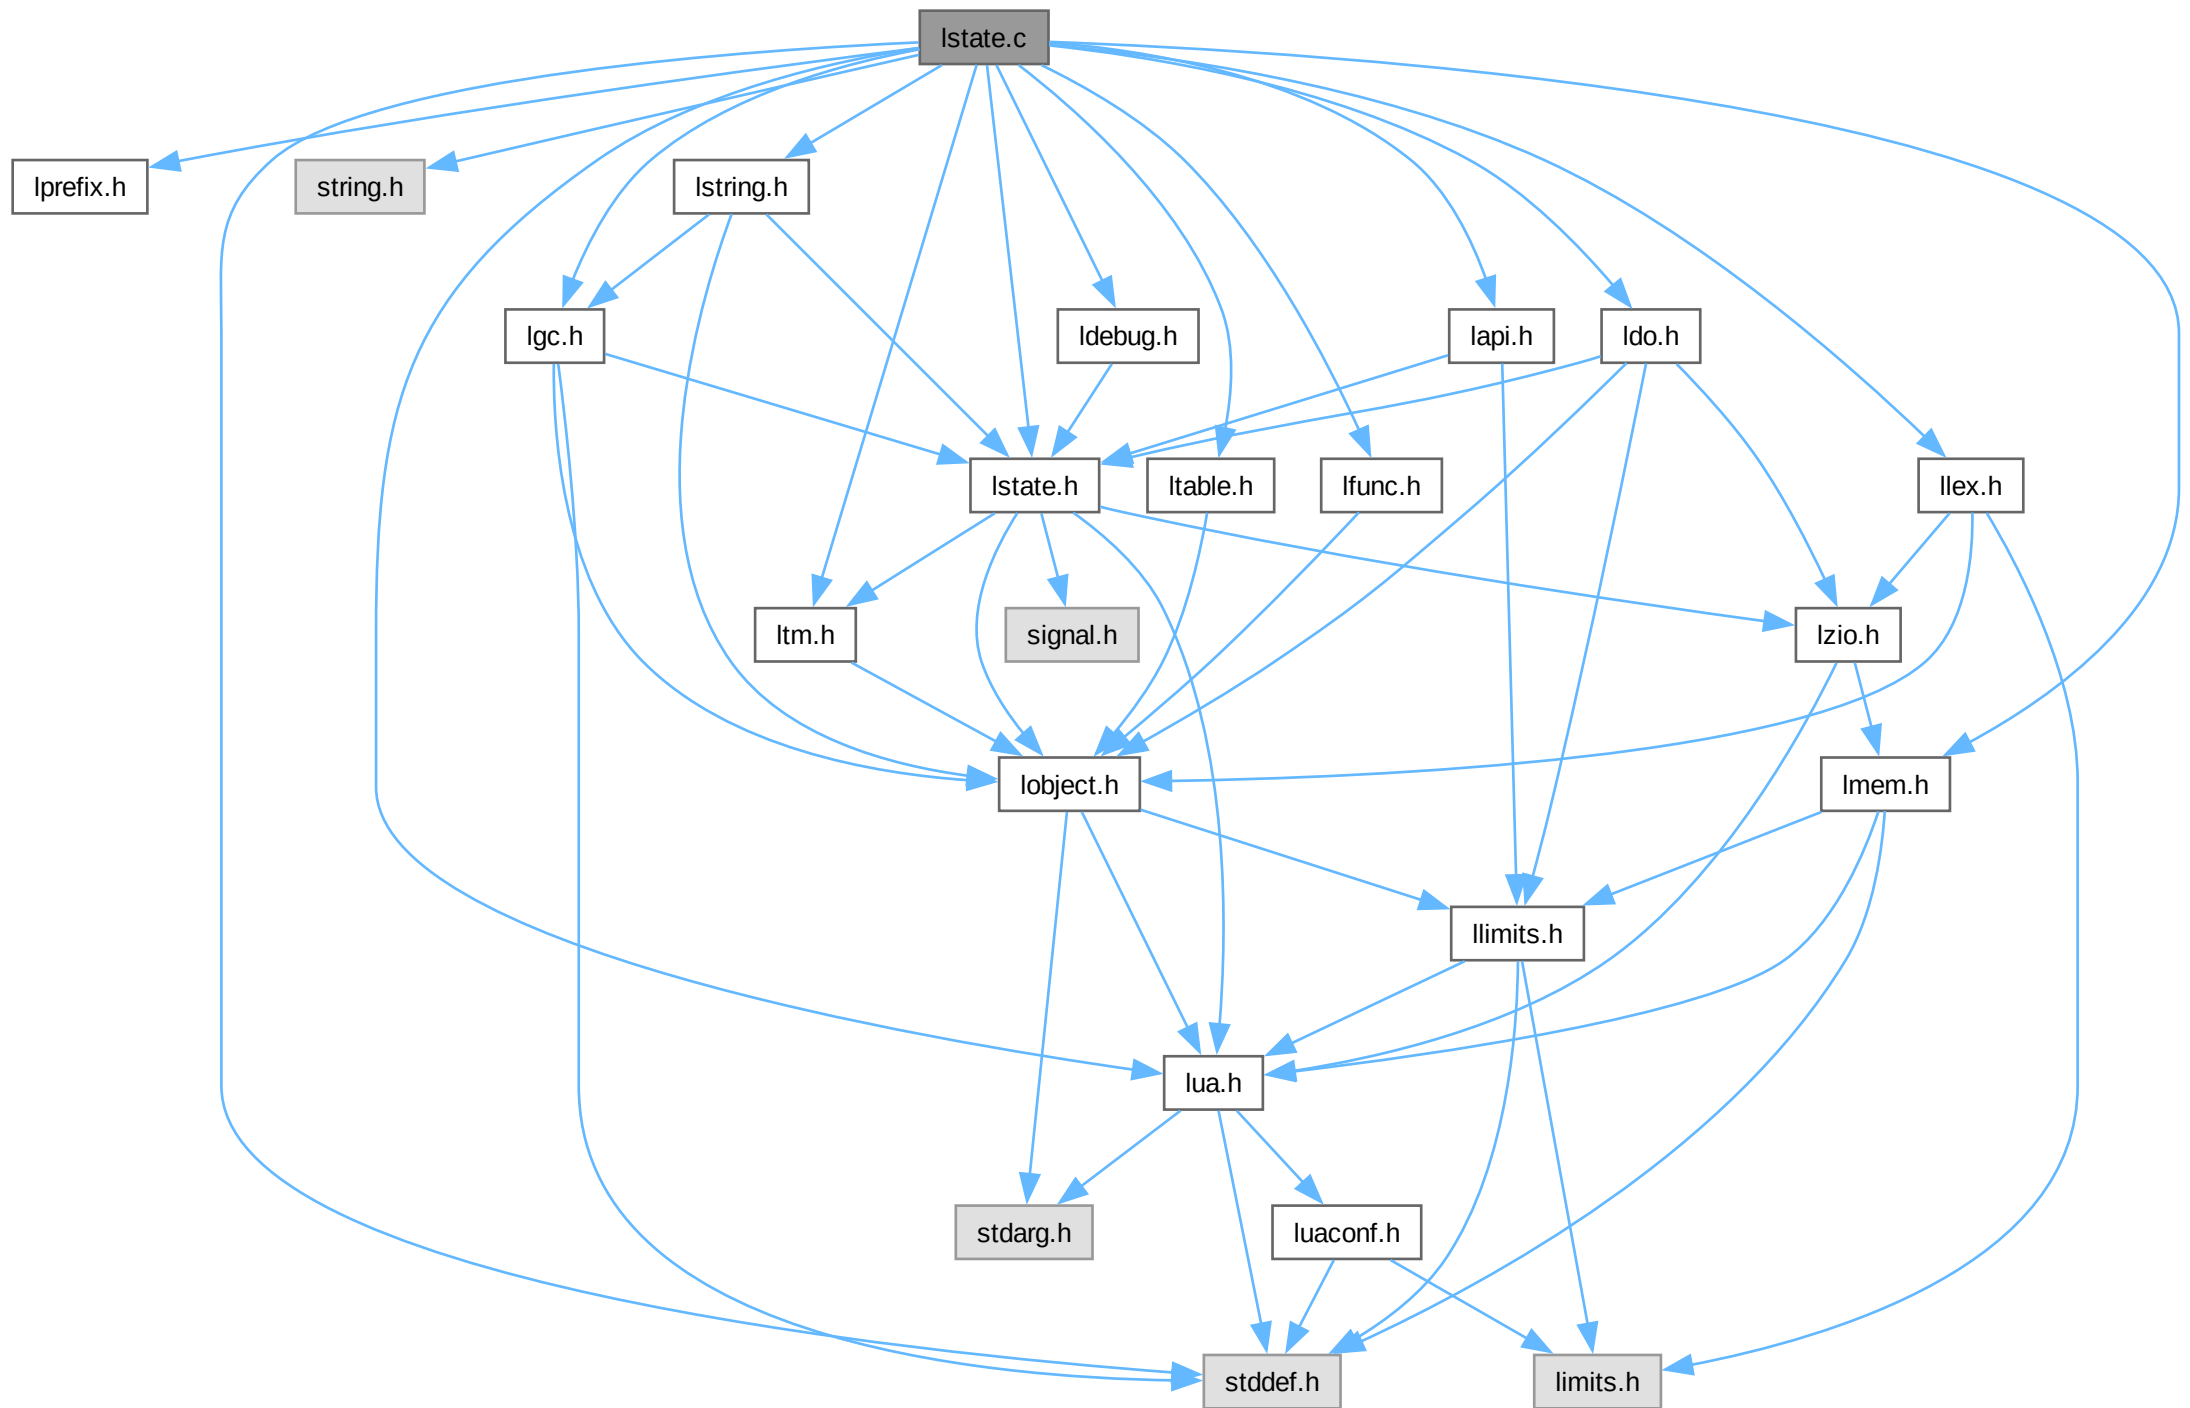 lstate.c
lprefix.h
string.h
lstring.h
lgc.h
ldebug.h
lapi.h
ldo.h
lstate.h
ltable.h
lfunc.h
llex.h
ltm.h
signal.h
lzio.h
lobject.h
lmem.h
llimits.h
lua.h
stdarg.h
luaconf.h
stddef.h
limits.h